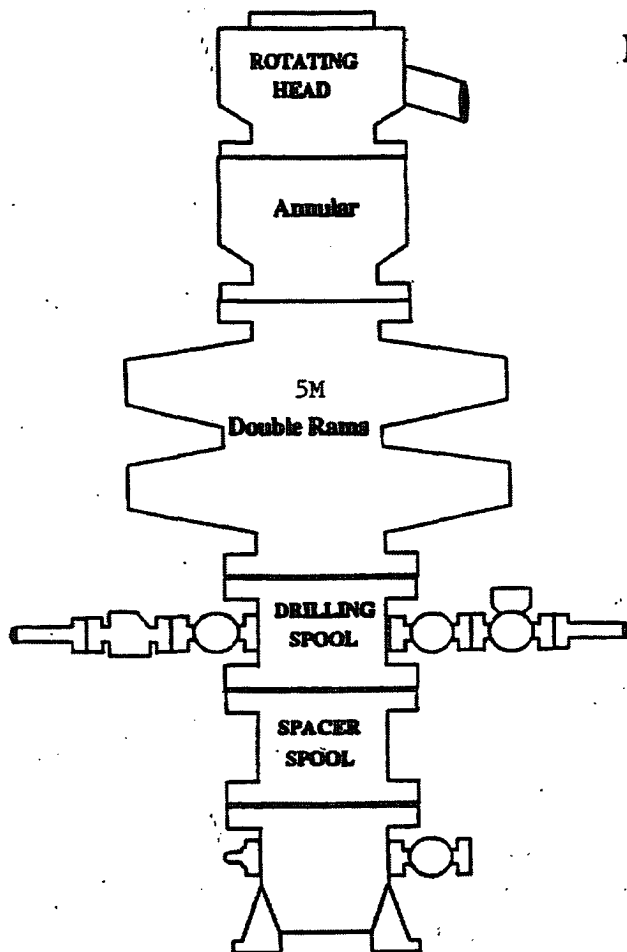 ROTATING
HEAD
Annular
5M
Double Rams
DRILLING
SPOOL
SPACER
SPOOL